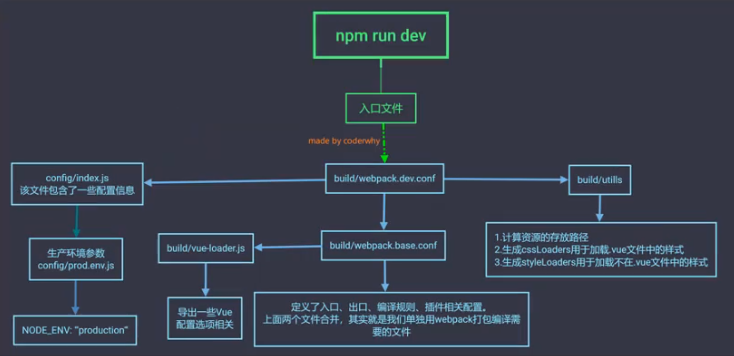 npm run dev
入口文件
made by coderwhy
config/index.js
该文件包含了一些配置信息
build/webpack.dev.conf
build/utills
生产环境参数
config/prod.env.js
build/vue-loader.js
build/webpack.base.conf
1.计算资源的存放路径
2.生成cssLoaders用于加载.vue文件中的样式
3.生成styleLoaders用于加载不在.vue文件中的样式
NODE_ENV: "production"
导出一些Vue
配置选项相关
定义了入口、出口、编译规则、插件相关配置。
上面两个文件合并，其实就是我们单独用webpack打包编译需
要的文件